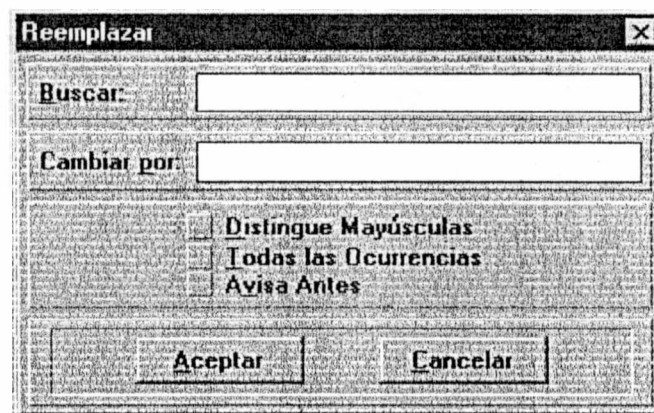 Reemplazar
Buscar:
Cambiar por:
Distingue Mayúsculas
Todas las Ocurrencias
Avisa Antes
Aceptar Cancelar